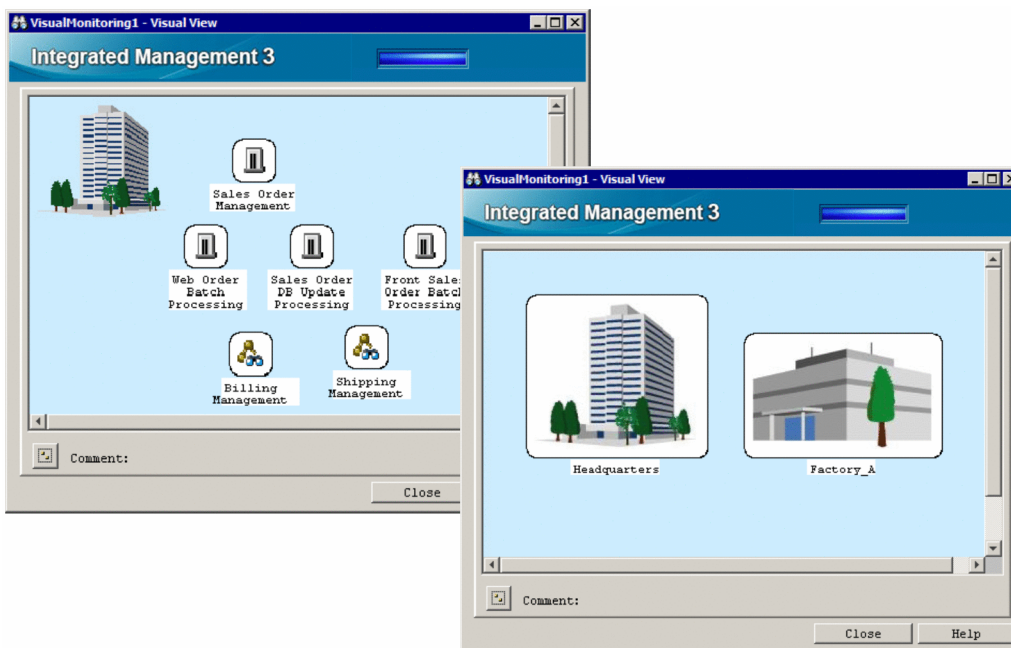 VisualMonitoring1 - Visual View
Integrated Management 3
Sales Order
Management
Web Order
Batch
Processing
Sales Order
DB Update
Processing
Front Sale
Order Batc
Processing
Billing
Management
Shipping
Management
Comment:
Close
VisualMonitoring1 - Visual View
Integrated Management 3
Headquarters
Factory_A
Comment:
Close
Help